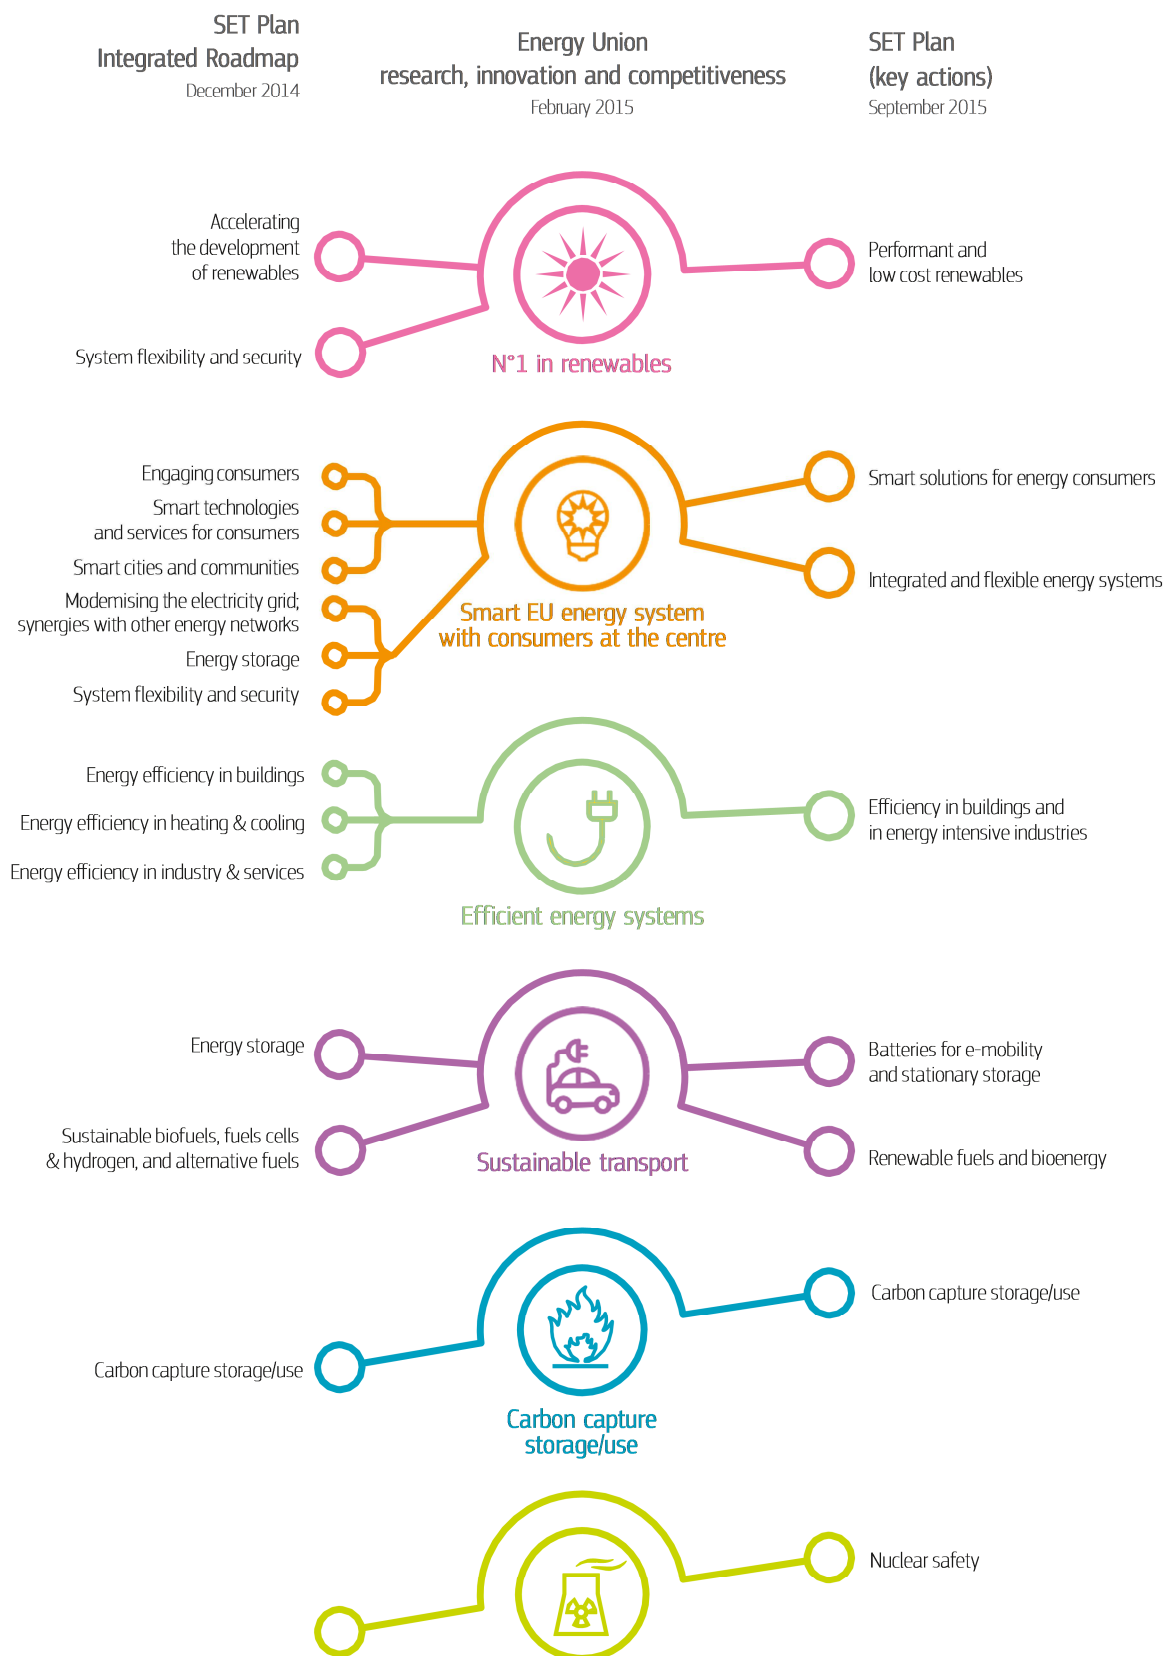 SET Plan
Integrated Roadmap
December 2014
Energy Union
research, innovation and competitiveness
February 2015
SET Plan
(key actions)
September 2015
Accelerating
the development
of renewables
System flexibility and security
N°1 in renewables
Performant and
low cost renewables
Engaging consumers
Smart technologies
and services for consumers
Smart cities and communities
Modernising the electricity grid;
synergies with other energy networks
Energy storage
System flexibility and security
Smart EU energy system
with consumers at the centre
Smart solutions for energy consumers
Integrated and flexible energy systems
Energy efficiency in buildings
Energy efficiency in heating & cooling
Energy efficiency in industry & services
Efficient energy systems
Efficiency in buildings and
in energy intensive industries
Energy storage
Sustainable biofuels, fuels cells
& hydrogen, and alternative fuels
Sustainable transport
Batteries for e-mobility
and stationary storage
Renewable fuels and bioenergy
Carbon capture storage/use
Carbon capture
storage/use
Carbon capture storage/use
Nuclear safety